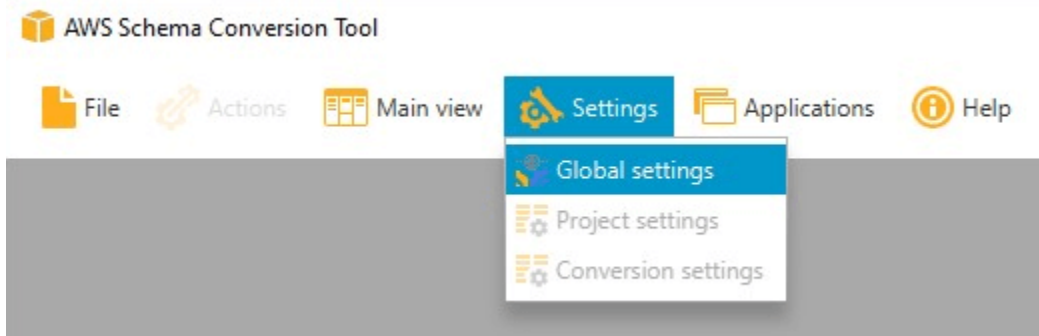 AWS Schema Conversion Tool
File Actions Main view Settings Applications Help
Global settings
Project settings
Conversion settings